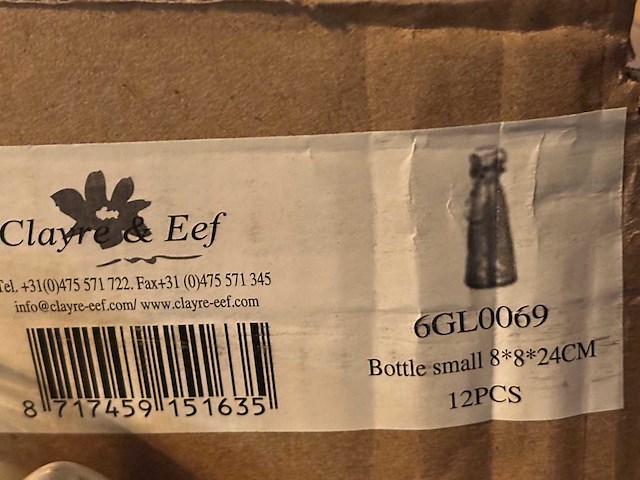 Clayre & Eef
Tel. +31(0)475 571 722. Fax+31 (0)475 571 345
info@clayre-eef.com/ www.clayre-eef.com
8 717459 151635
6GL0069
Bottle small 8*8*24CM
12PCS